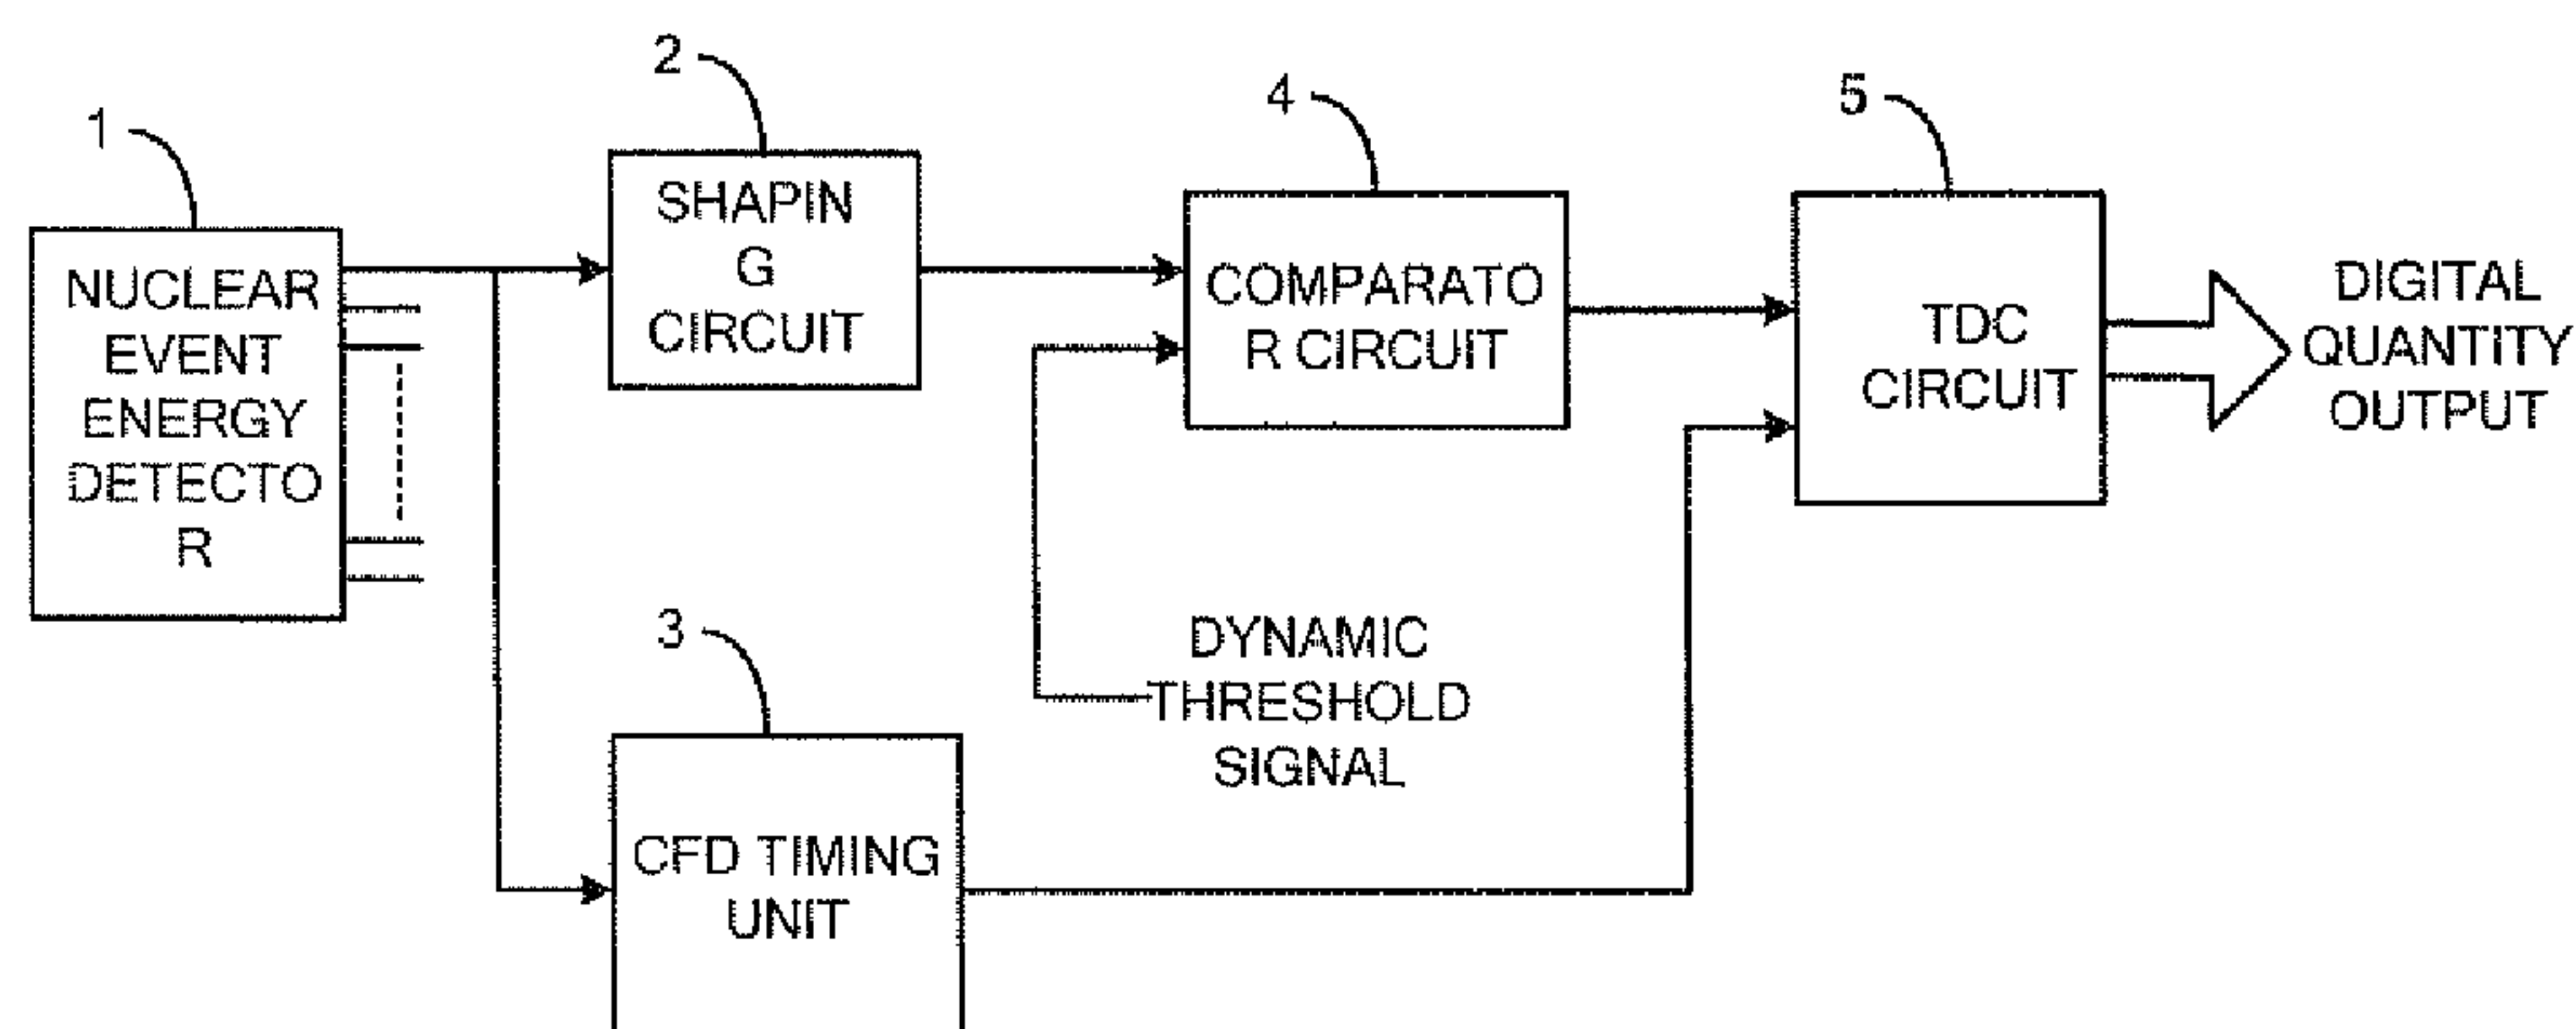 1
NUCLEAR
EVENT
ENERGY
DETECTO
R
2
SHAPIN
G
CIRCUIT
3
CFD TIMING
UNIT
4
COMPARATO
R CIRCUIT
DYNAMIC
THRESHOLD
SIGNAL
5
TDC
CIRCUIT
DIGITAL
QUANTITY
OUTPUT